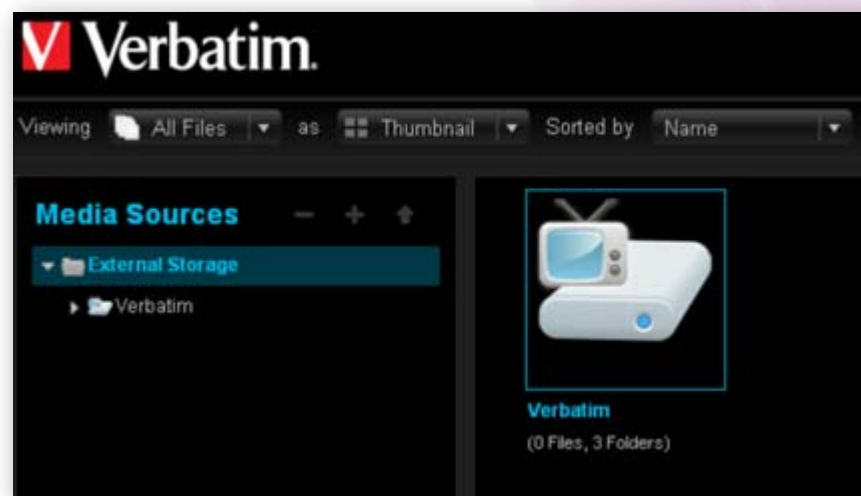 Verbatim.
Viewing All Files as Thumbnail Sorted by Name
Media Sources
External Storage
Verbatim
Verbatim
(0 Files, 3 Folders)